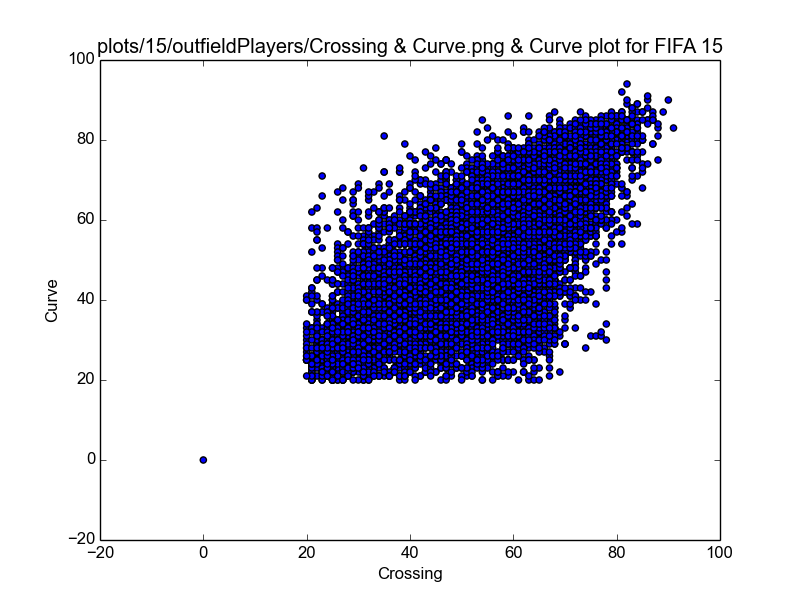 plots/15/outfieldPlayers/Crossing & Curve.png & Curve plot for FIFA 15
100
80
60
40
20
0
−20
Curve
−20 0 20 40 60 80 100
Crossing